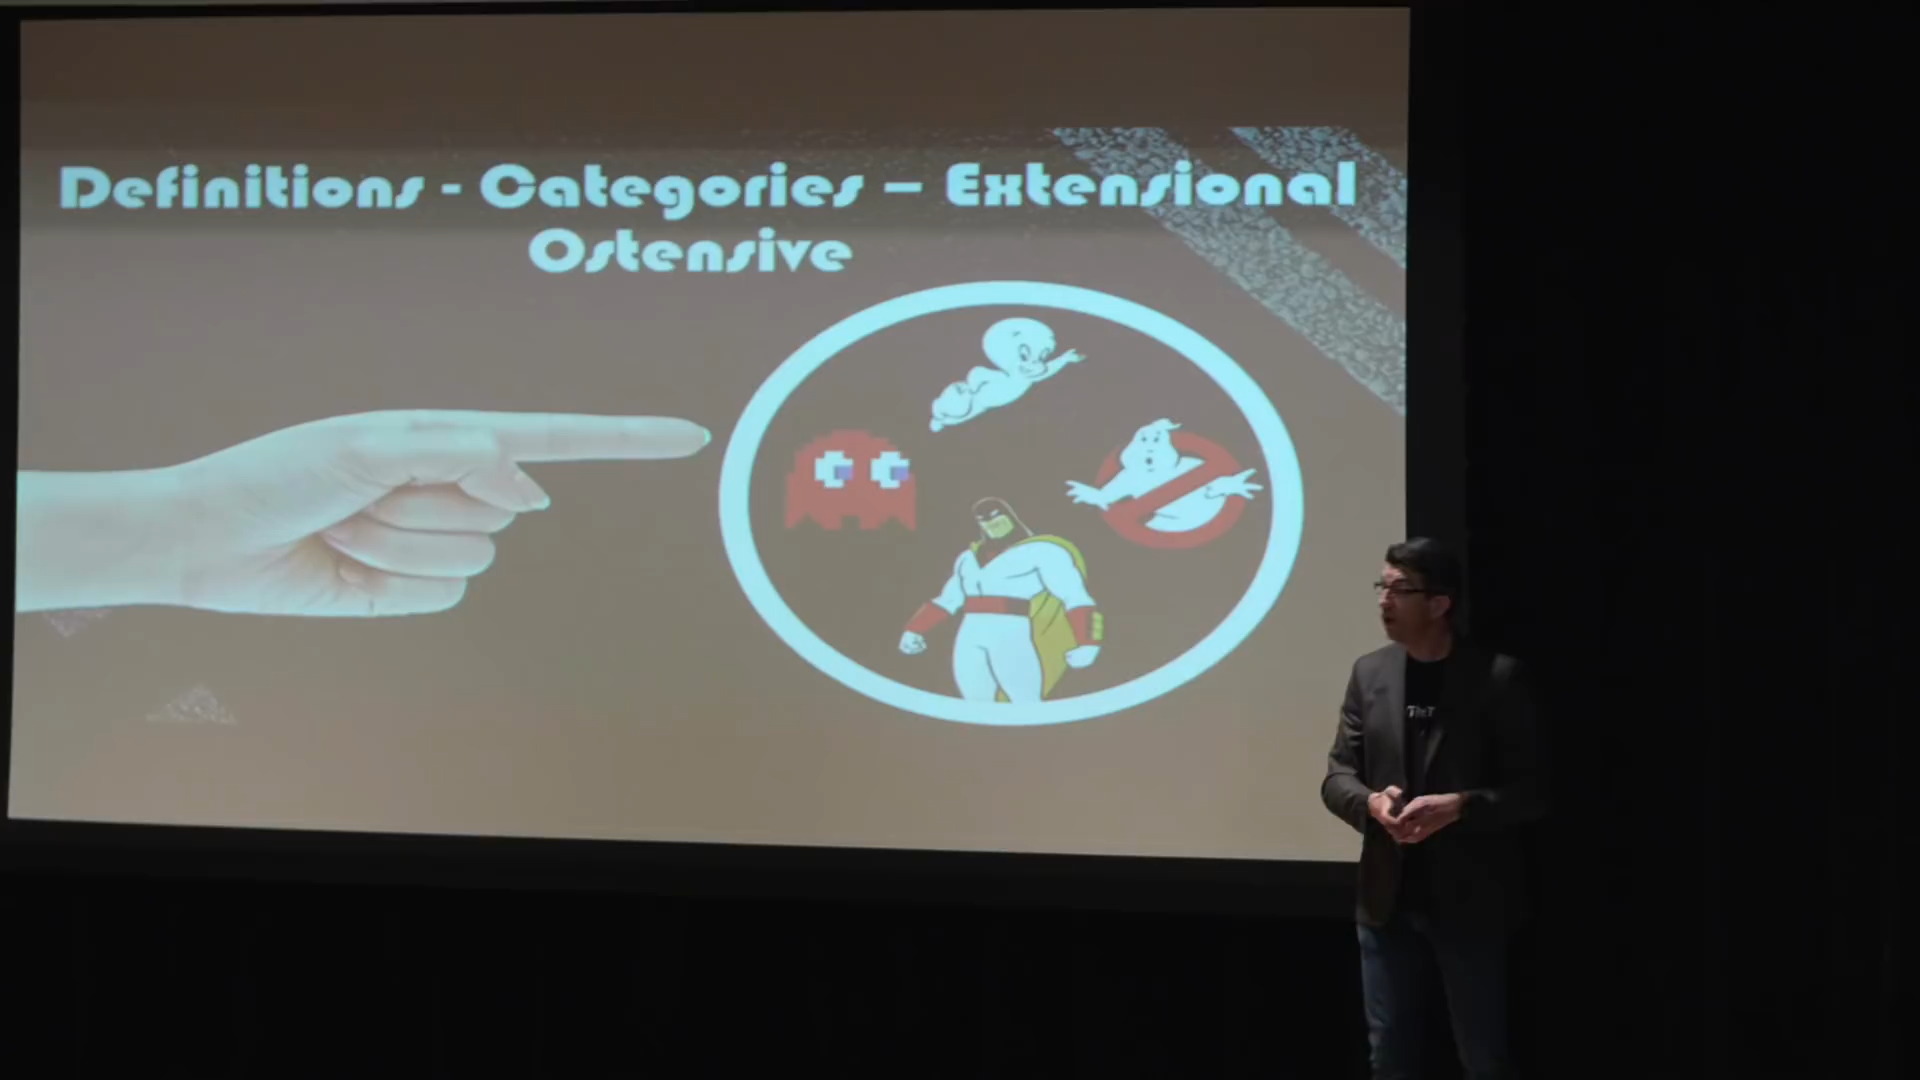 Definitions - Categories – Extensional
Ostensive